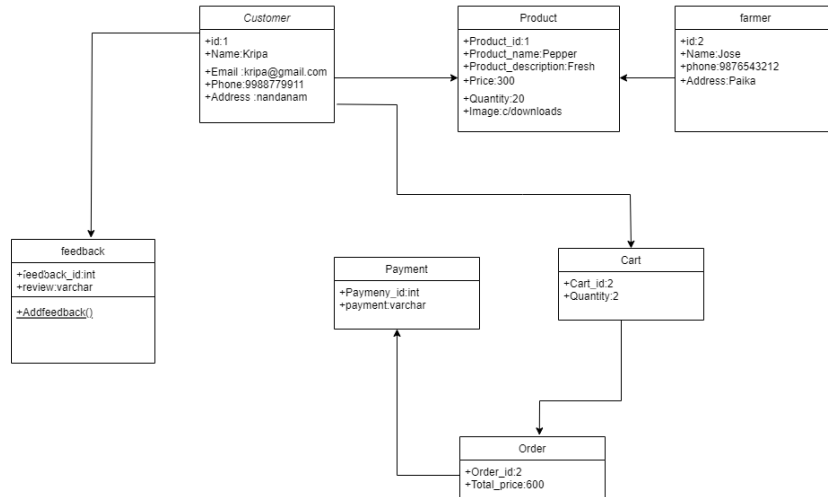 Customer
+id:1
+Name:Kripa
+Email :kripa@gmail.com
+Phone:9988779911
+Address :nandanam
Product
+Product_id:1
+Product_name:Pepper
+Product_description:Fresh
+Price:300
+Quantity:20
+Image:c/downloads
farmer
+id:2
+Name:Jose
+phone:9876543212
+Address:Paika
feedback
+feedback_id:int
+review:varchar
+Addfeedback()
Payment
+Paymeny_id:int
+payment:varchar
Cart
+Cart_id:2
+Quantity:2
Order
+Order_id:2
+Total_price:600